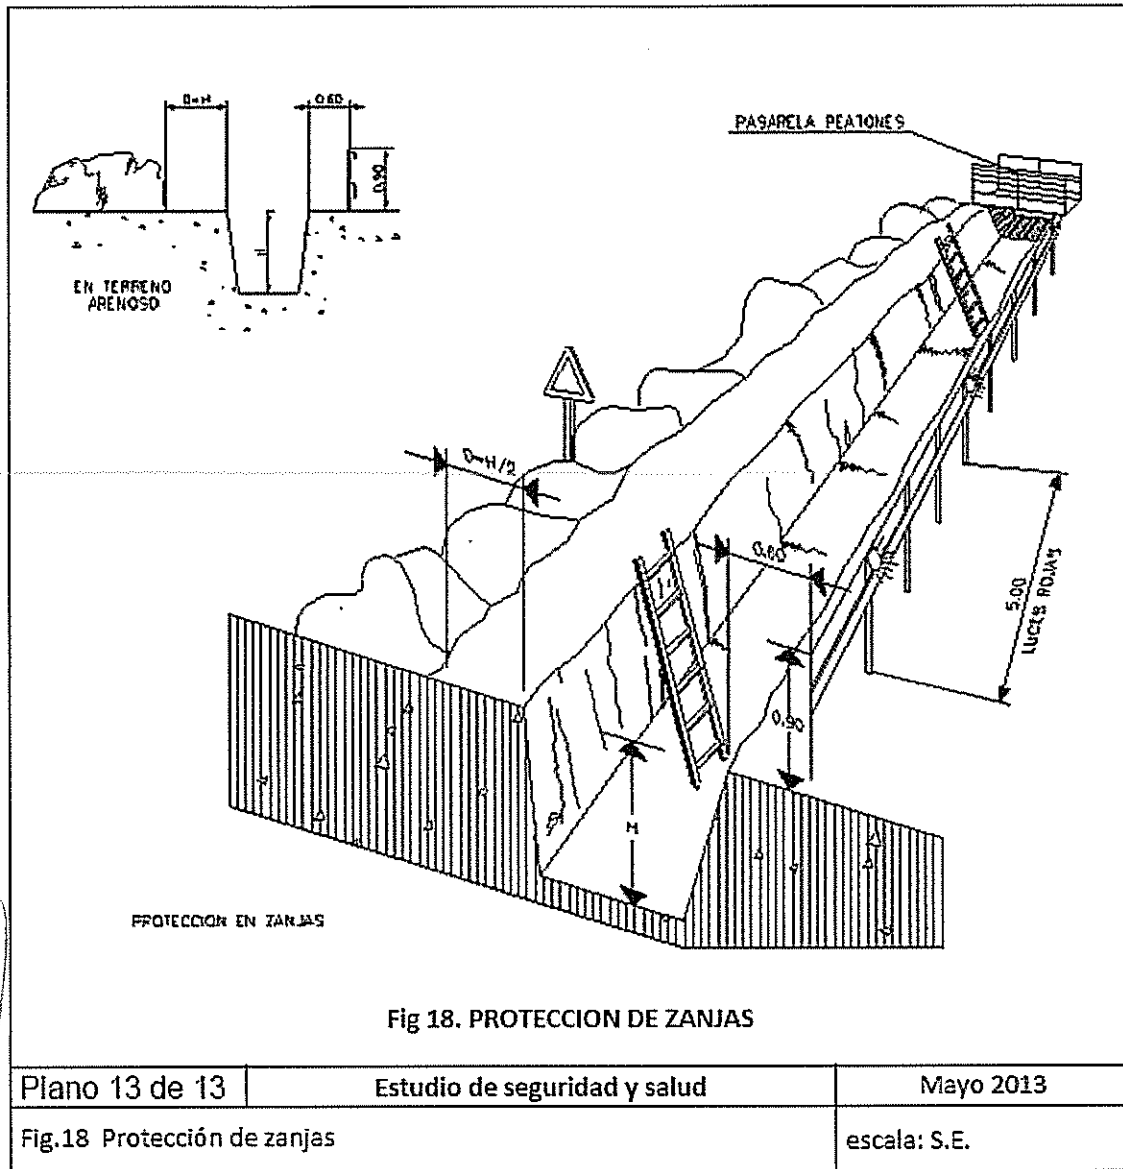 D=H
0.60
0.90
H
EN TERRENO
ARENOSO
PASARELA PEATONES
D=H/2
0.60
5.00
LUCES ROJAS
0.90
H
PROTECCION EN ZANJAS
Fig 18. PROTECCION DE ZANJAS
Plano 13 de 13
Estudio de seguridad y salud
Mayo 2013
Fig.18 Protección de zanjas
escala: S.E.